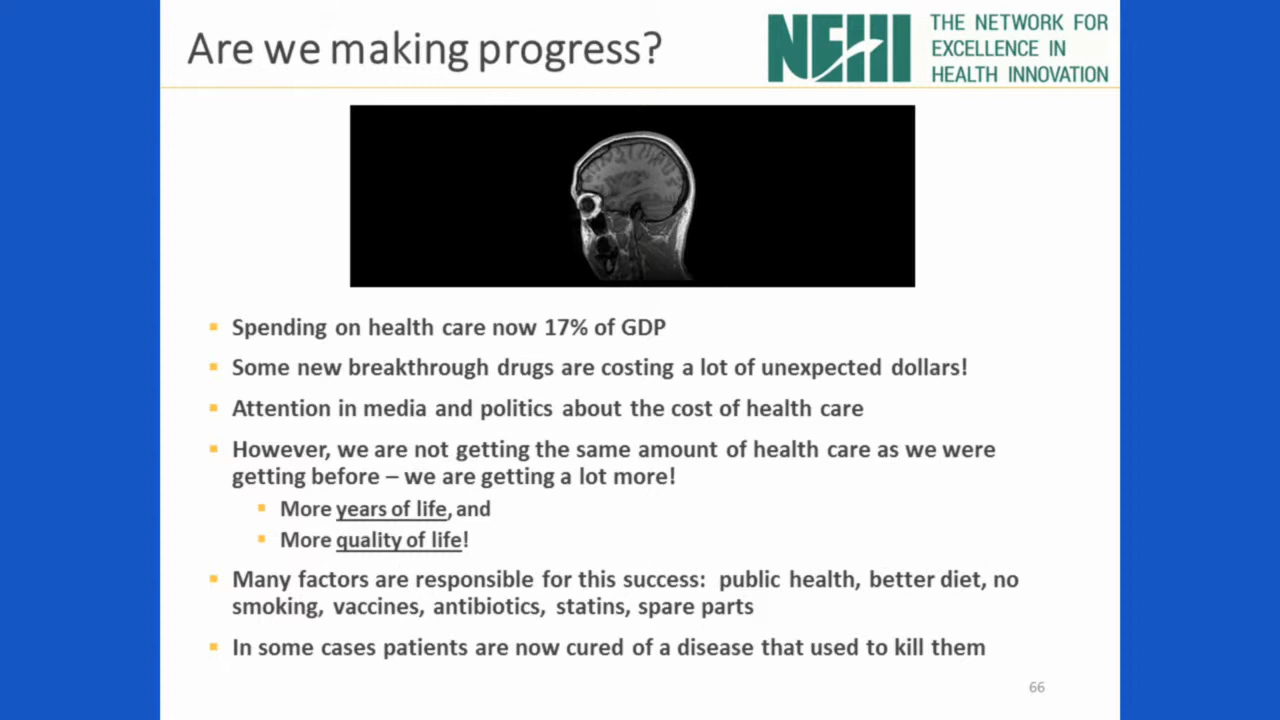 Are we making progress?
NEHI
THE NETWORK FOR
EXCELLENCE IN
HEALTH INNOVATION
Spending on health care now 17% of GDP
Some new breakthrough drugs are costing a lot of unexpected dollars!
Attention in media and politics about the cost of health care
However, we are not getting the same amount of health care as we were
getting before – we are getting a lot more!
More years of life, and
More quality of life!
Many factors are responsible for this success: public health, better diet, no
smoking, vaccines, antibiotics, statins, spare parts
In some cases patients are now cured of a disease that used to kill them
66